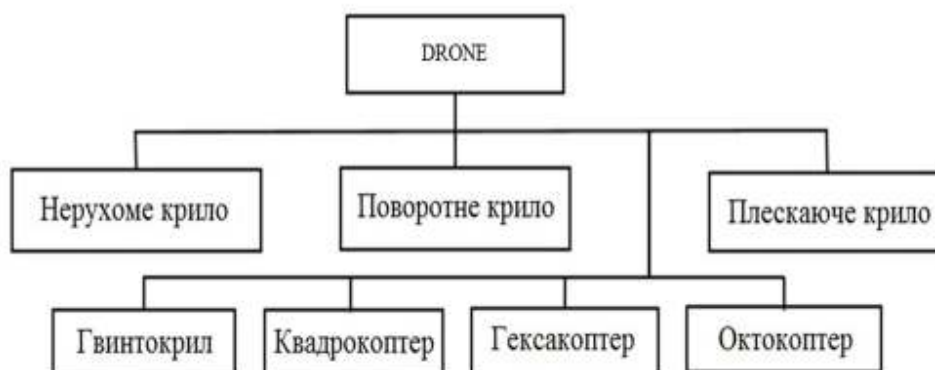 DRONE
Нерухоме крило
Поворотне крило
Плескаюче крило
Гвинтокрил
Квадрокоптер
Гексакоптер
Октокоптер